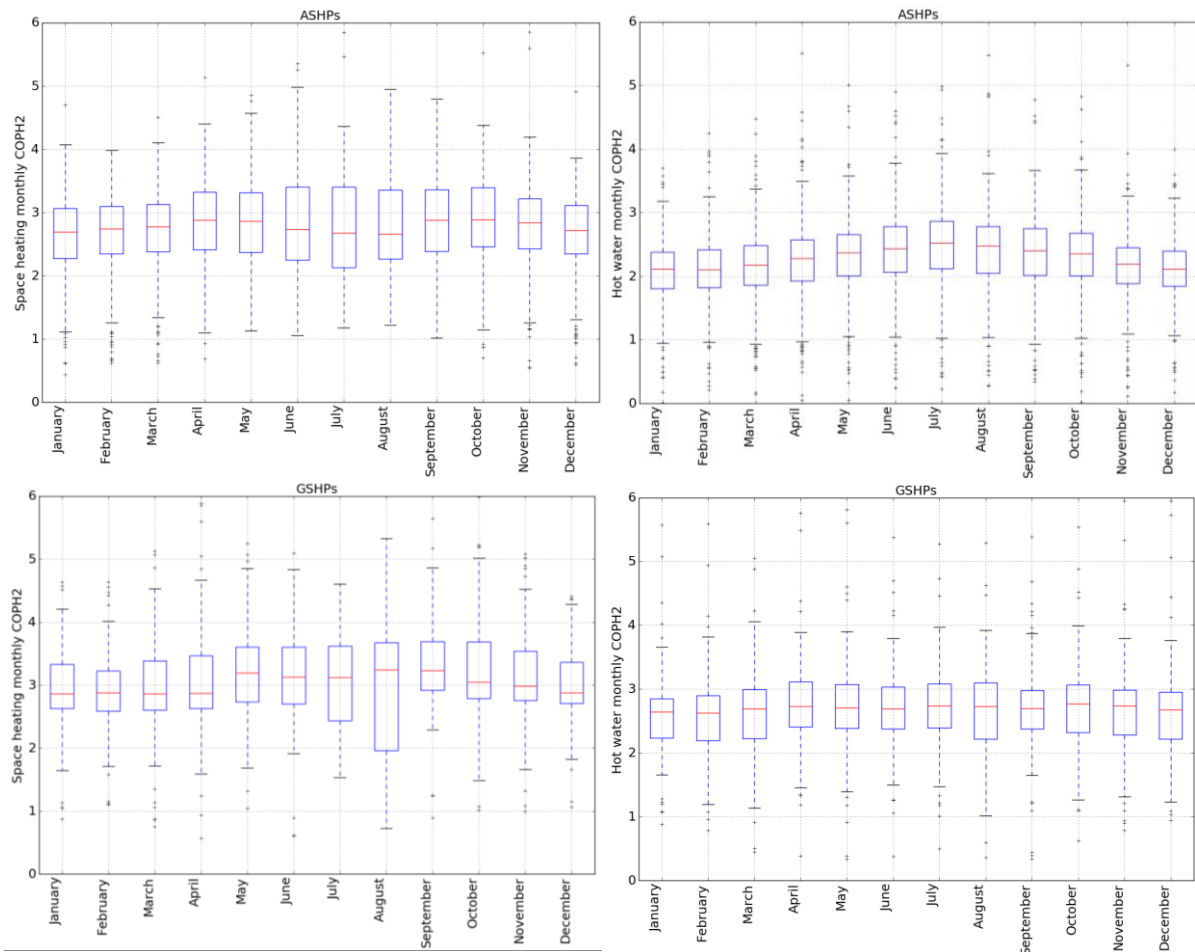 ASHPs
Space heating monthly COPH2
6
5
4
3
2
1
0
January
February
March
April
May
June
July
August
September
October
November
December
ASHPs
Hot water monthly COPH2
6
5
4
3
2
1
0
January
February
March
April
May
June
July
August
September
October
November
December
GSHPs
Space heating monthly COPH2
6
5
4
3
2
1
0
January
February
March
April
May
June
July
August
September
October
November
December
GSHPs
Hot water monthly COPH2
6
5
4
3
2
1
0
January
February
March
April
May
June
July
August
September
October
November
December